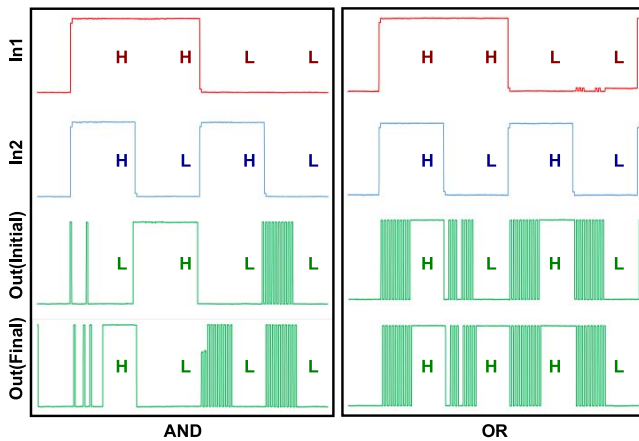 In1 H H L L H H L L
In2 H L H L H L H L
Out(Initial) L H L L H L H L
Out(Final) H L L L H H H L
AND OR